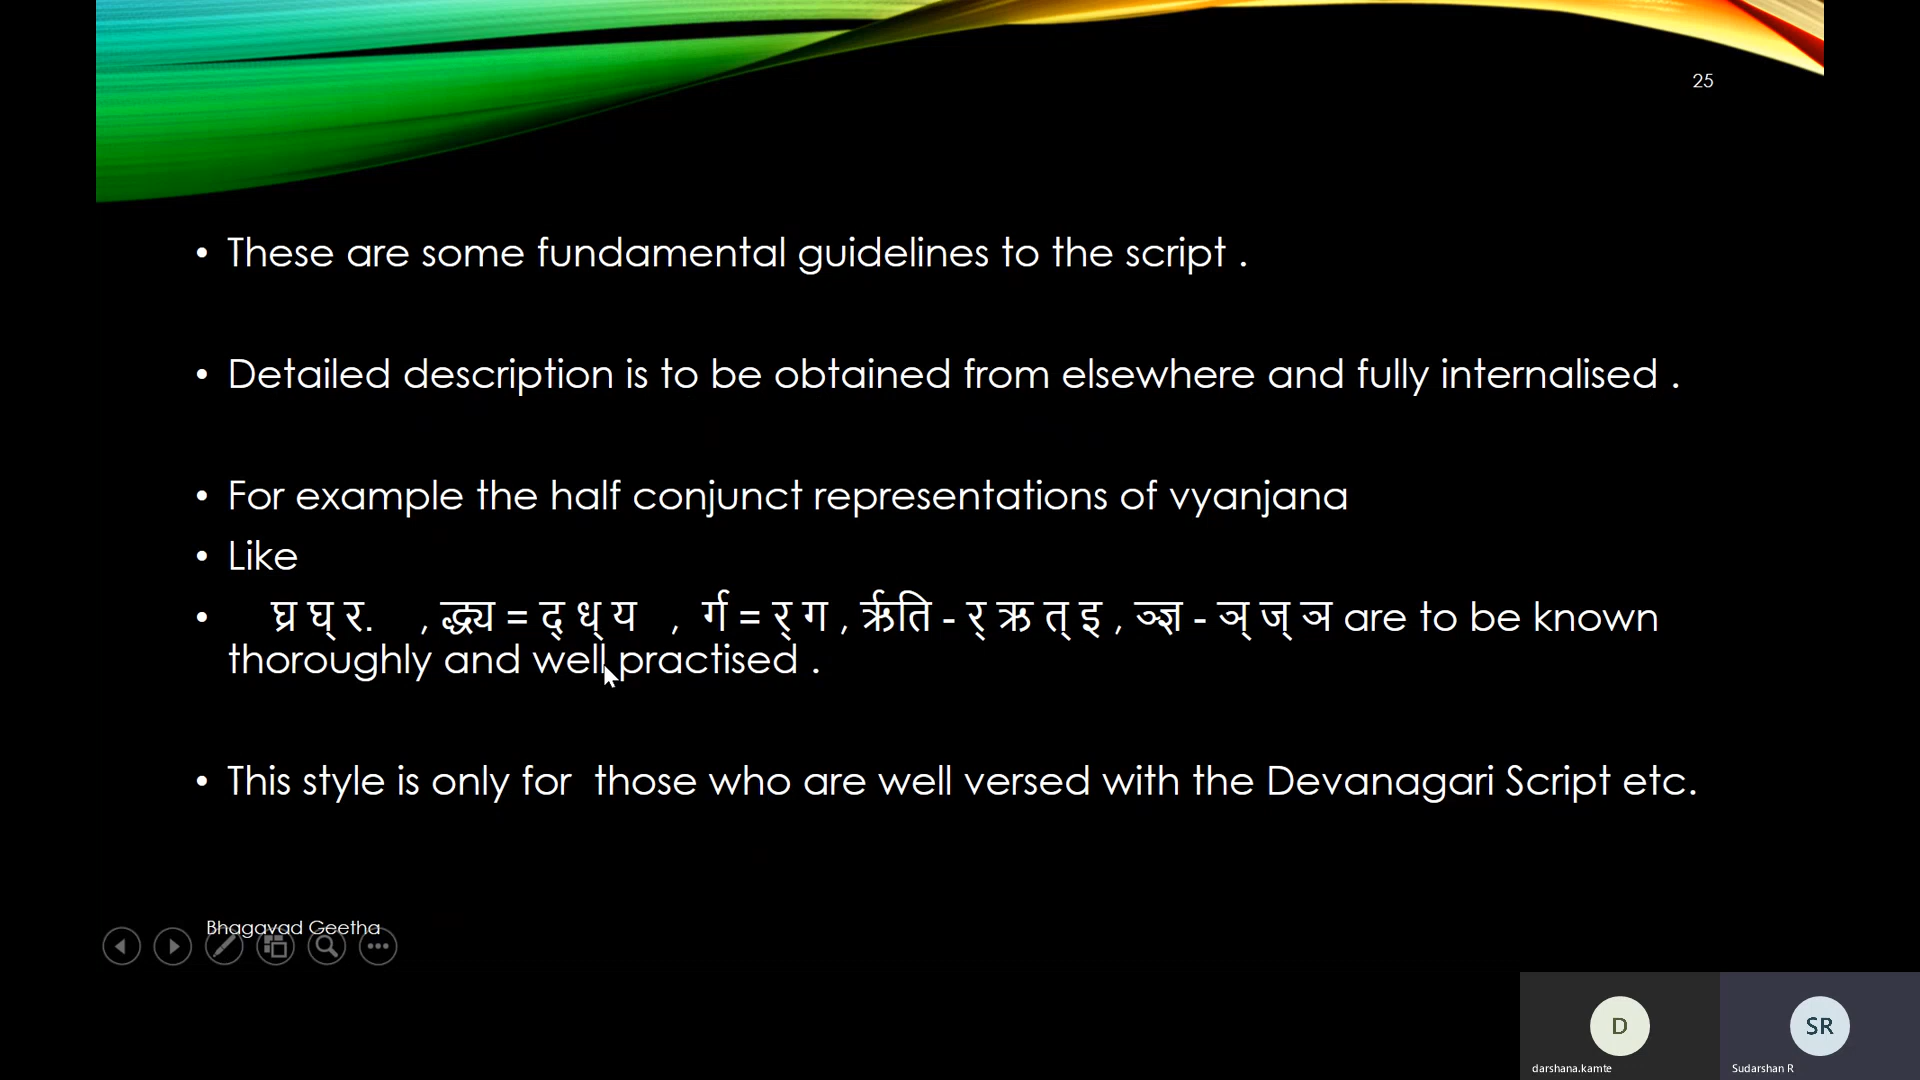 25
• These are some fundamental guidelines to the script .
• Detailed description is to be obtained from elsewhere and fully internalised .
• For example the half conjunct representations of vyanjana
• Like
• घ्र घ् र. , द्ध्य = द् ध् य , र्ग = र् ग , र्ऋति - र् ऋ त् इ , ञ्ज्ञ - ञ् ज् ञ are to be known
thoroughly and well practised .
• This style is only for those who are well versed with the Devanagari Script etc.
Bhagavad Geetha
D
SR
darshana.kamte
Sudarshan R